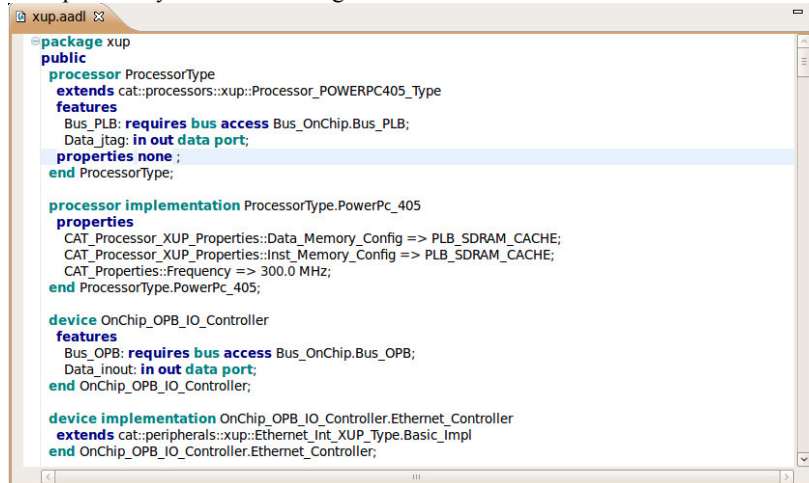 xup.aadl
package xup
public
processor ProcessorType
extends cat::processors::xup::Processor_POWERPC405_Type
features
Bus_PLB: requires bus access Bus_OnChip.Bus_PLB;
Data_jtag: in out data port;
properties none ;
end ProcessorType;
processor implementation ProcessorType.PowerPc_405
properties
CAT_Processor_XUP_Properties::Data_Memory_Config => PLB_SDRAM_CACHE;
CAT_Processor_XUP_Properties::Inst_Memory_Config => PLB_SDRAM_CACHE;
CAT_Properties::Frequency => 300.0 MHz;
end ProcessorType.PowerPc_405;
device OnChip_OPB_IO_Controller
features
Bus_OPB: requires bus access Bus_OnChip.Bus_OPB;
Data_inout: in out data port;
end OnChip_OPB_IO_Controller;
device implementation OnChip_OPB_IO_Controller.Ethernet_Controller
extends cat::peripherals::xup::Ethernet_Int_XUP_Type.Basic_Impl
end OnChip_OPB_IO_Controller.Ethernet_Controller;